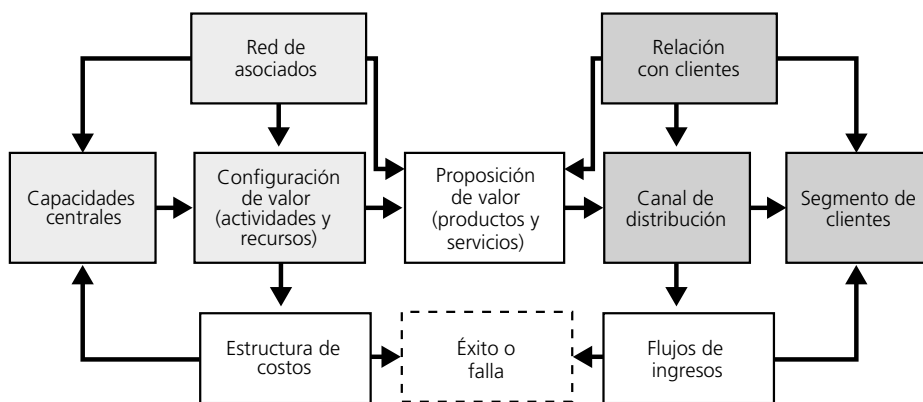 Red de
asociados
Relación
con clientes
Capacidades
centrales
Configuración
de valor
(actividades y
recursos)
Proposición
de valor
(productos y
servicios)
Canal de
distribución
Segmento de
clientes
Estructura de
costos
Éxito o
falla
Flujos de
ingresos